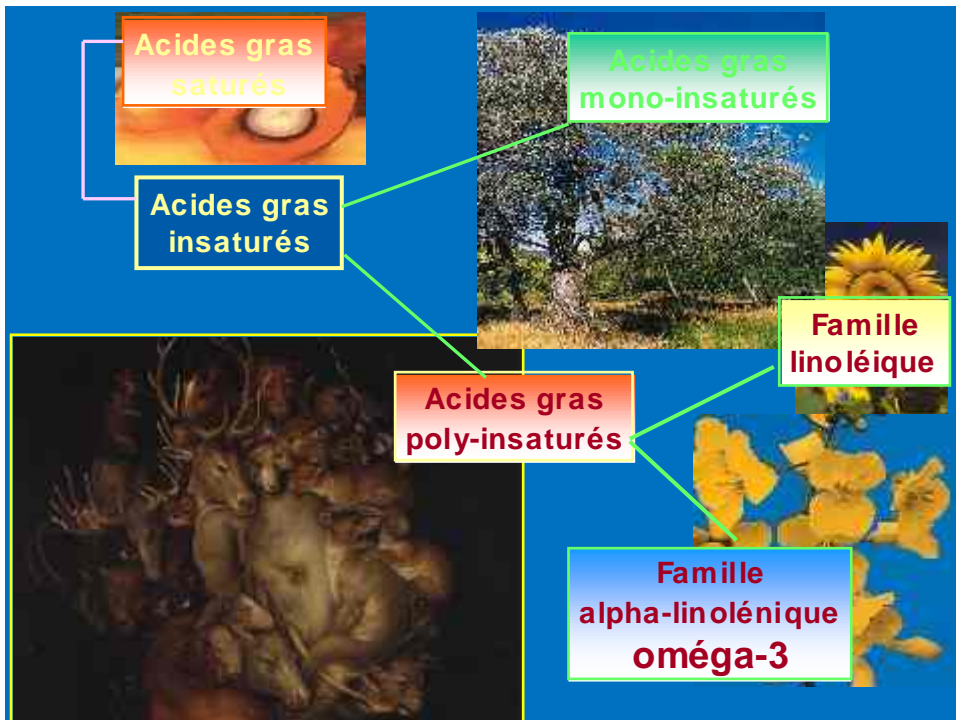 Acides gras
saturés
Acides gras
mono-insaturés
Acides gras
insaturés
Famille
linoléique
Acides gras
poly-insaturés
Famille
alpha-linolénique
oméga-3